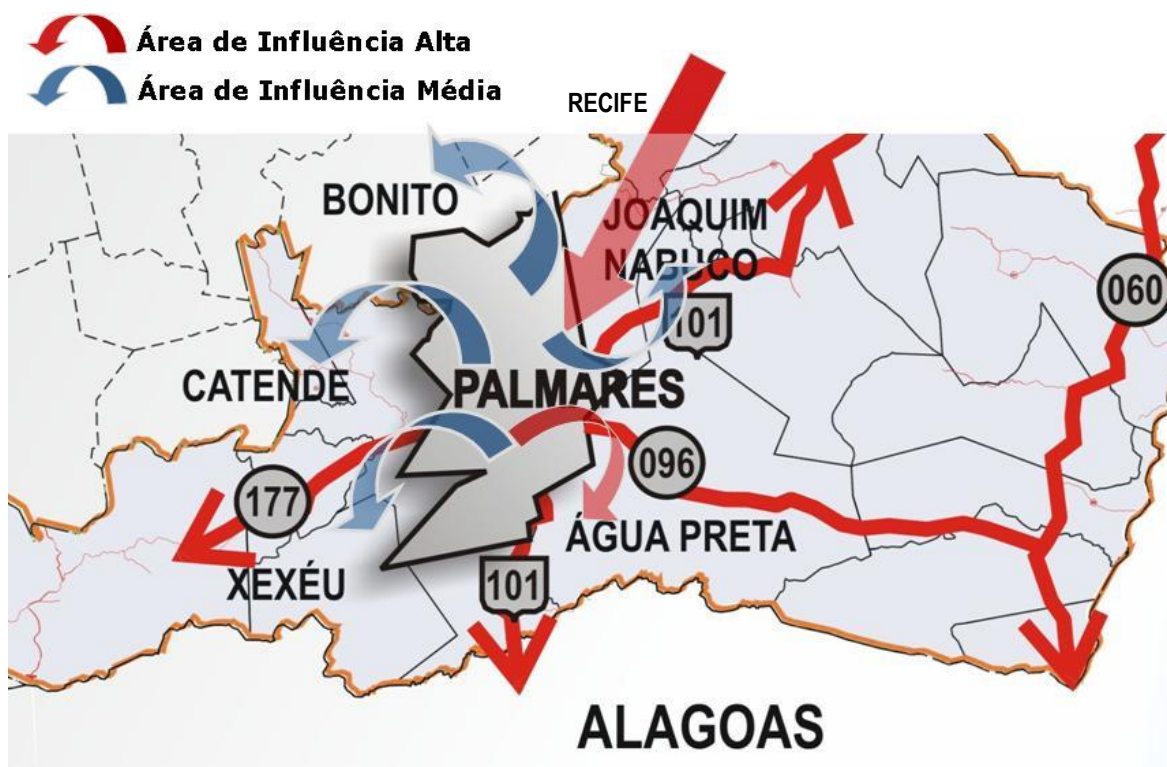 Área de Influência Alta
Área de Influência Média
RECIFE
BONITO
JOAQUIM
NABUCO
060
101
CATENDE
PALMARES
096
177
ÁGUA PRETA
XEXÉU
101
ALAGOAS